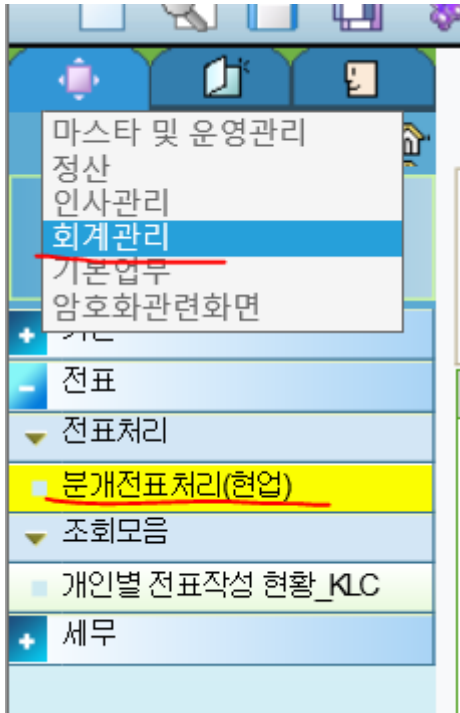 마스타 및 운영관리
정산
인사관리
회계관리
기본업무
암호화관련화면
전표
전표처리
분개전표처리(현업)
조회모음
개인별 전표작성 현황_KLC
세무